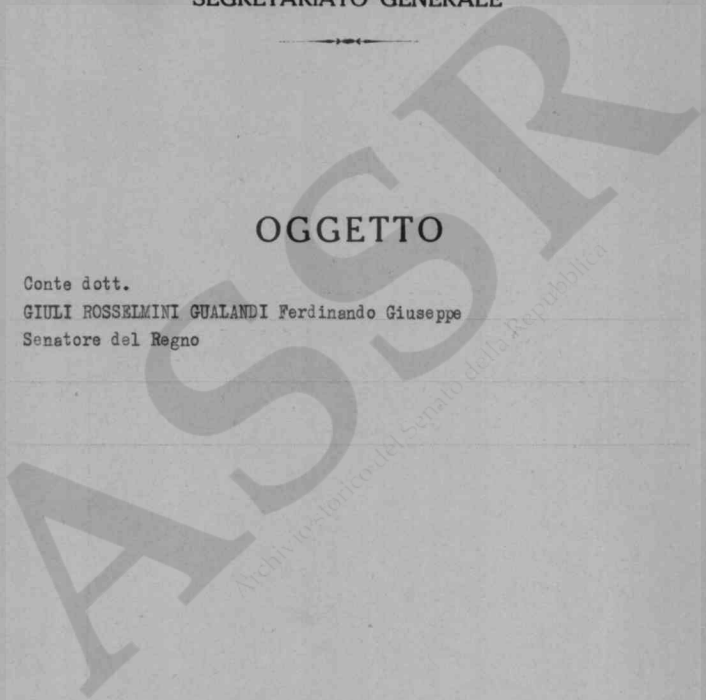 SEGRETARIATO GENERALE
OGGETTO
Conte dott.
GIULI ROSSELMINI GUALANDI Ferdinando Giuseppe
Senatore del Regno
ASSR
Archivio storico del Senato della Repubblica